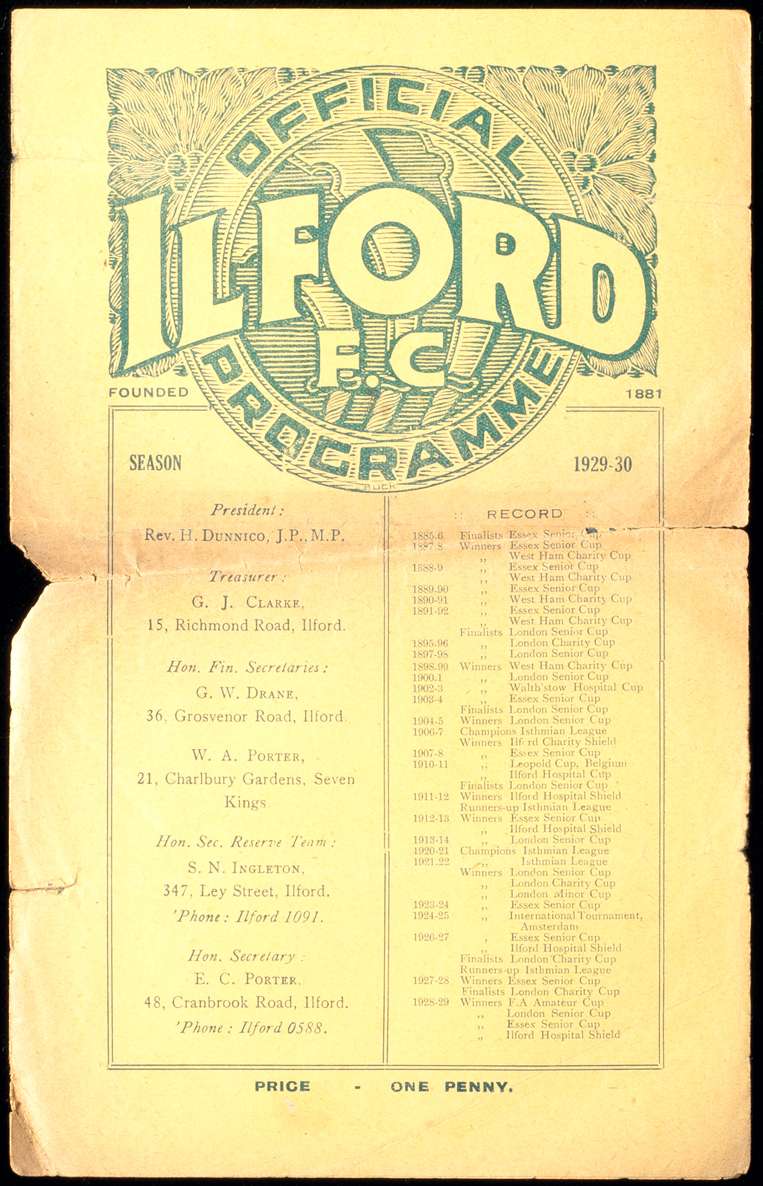 OFFICIAL
ILFORD
F.C.
PROGRAMME
FOUNDED 1881
BUCK
SEASON 1929-30
President:
Rev. H. DUNNICO, J.P., M.P.
Treasurer:
G. J. CLARKE,
15, Richmond Road, Ilford.
Hon. Fin. Secretaries:
G. W. DRANE,
36, Grosvenor Road, Ilford
W. A. PORTER,
21, Charlbury Gardens, Seven
Kings
Hon. Sec. Reserve Team:
S. N. INGLETON,
347, Ley Street, Ilford.
'Phone: Ilford 1091.
Hon. Secretary:
E. C. PORTER,
48, Cranbrook Road, Ilford.
'Phone: Ilford 0588.
:: RECORD ::
1885.6 Finalists Essex Senior Cup
1887-8 Winners Essex Senior Cup
,, West Ham Charity Cup
1888-9 ,, Essex Senior Cup
,, West Ham Charity Cup
1889.90 ,, Essex Senior Cup
1890-91 ,, West Ham Charity Cup
1891-92 ,, Essex Senior Cup
,, West Ham Charity Cup
Finalists London Senior Cup
1895.96 ,, London Charity Cup
1897-98 ,, London Senior Cup
1898.99 Winners West Ham Charity Cup
1900.1 ,, London Senior Cup
1902-3 ,, Walth'stow Hospital Cup
1903-4 ,, Essex Senior Cup
Finalists London Senior Cup
1904-5 Winners London Senior Cup
1906-7 Champions Isthmian League
Winners Ilford Charity Shield
1907-8 ,, Essex Senior Cup
1910-11 ,, Leopold Cup, Belgium
,, Ilford Hospital Cup
Finalists London Senior Cup
1911-12 Winners Ilford Hospital Shield
Runners-up Isthmian League
1912-13 Winners Essex Senior Cup
,, Ilford Hospital Shield
1913-14 ,, London Senior Cup
1920-21 Champions Isthmian League
1921.22 ,, Isthmian League
Winners London Senior Cup
,, London Charity Cup
,, London Minor Cup
1923-24 ,, Essex Senior Cup
1924-25 ,, International Tournament,
Amsterdam
1926-27 , Essex Senior Cup
,, Ilford Hospital Shield
Finalists London Charity Cup
Runners-up Isthmian League
1927-28 Winners Essex Senior Cup
Finalists London Charity Cup
1928-29 Winners F.A Amateur Cup
,, London Senior Cup
,, Essex Senior Cup
,, Ilford Hospital Shield
PRICE - ONE PENNY.